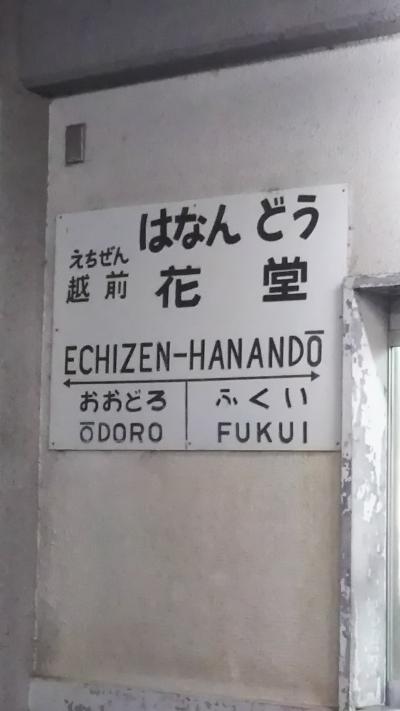 はなんどう
えちぜん
越前 花堂
ECHIZEN-HANANDŌ
おおどろ ふくい
ŌDORO FUKUI